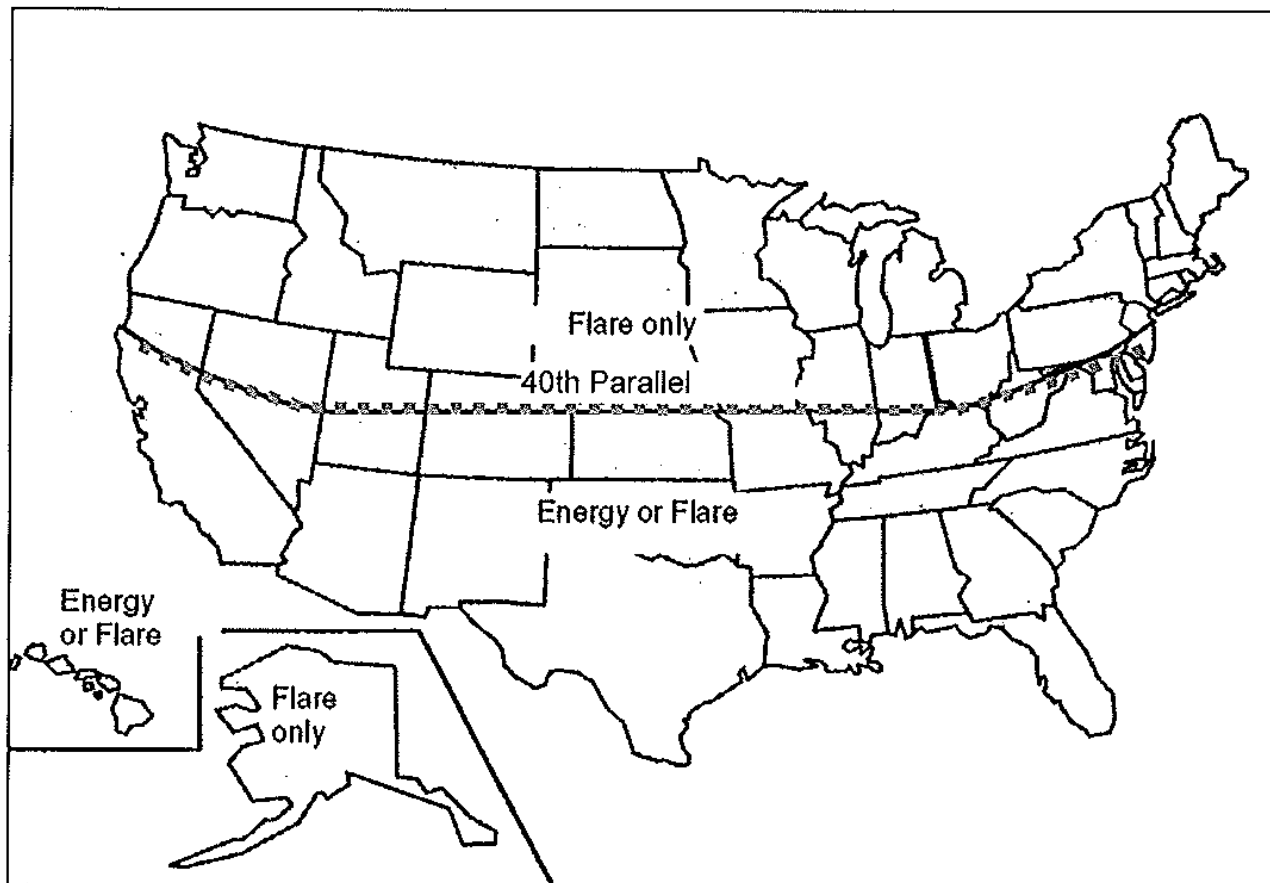 Flare only
40th Parallel
Energy or Flare
Energy
or Flare
Flare
only